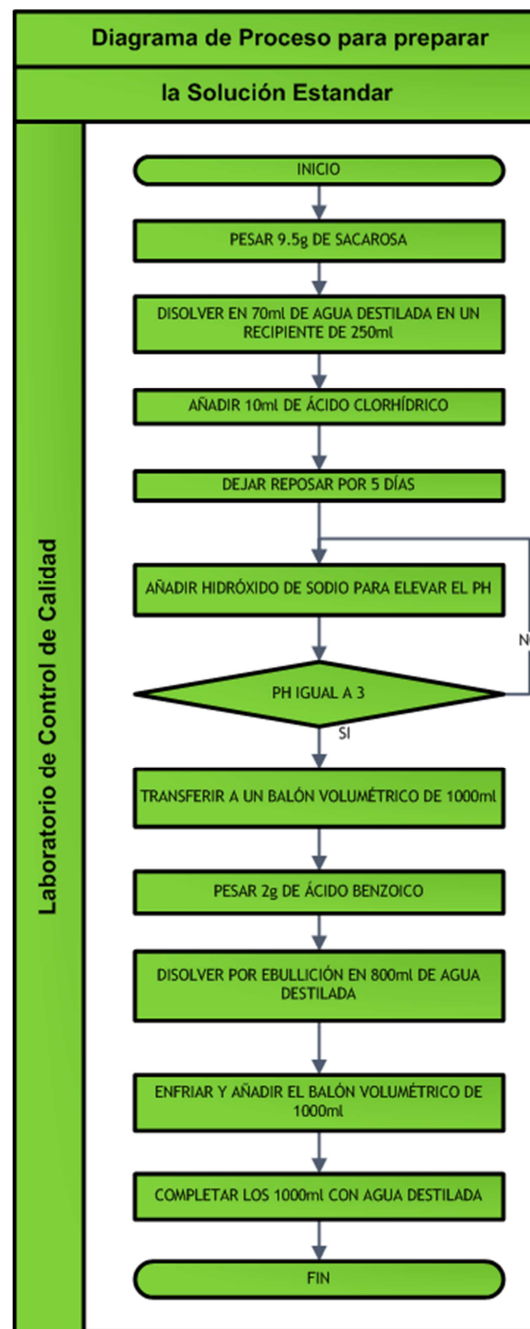 Diagrama de Proceso para preparar
la Solución Estandar
Laboratorio de Control de Calidad
INICIO
PESAR 9.5g DE SACAROSA
DISOLVER EN 70ml DE AGUA DESTILADA EN UN
RECIPIENTE DE 250ml
AÑADIR 10ml DE ÁCIDO CLORHÍDRICO
DEJAR REPOSAR POR 5 DÍAS
AÑADIR HIDRÓXIDO DE SODIO PARA ELEVAR EL PH
PH IGUAL A 3
SI
TRANSFERIR A UN BALÓN VOLUMÉTRICO DE 1000ml
PESAR 2g DE ÁCIDO BENZOICO
DISOLVER POR EBULLICIÓN EN 800ml DE AGUA
DESTILADA
ENFRIAR Y AÑADIR EL BALÓN VOLUMÉTRICO DE
1000ml
COMPLETAR LOS 1000ml CON AGUA DESTILADA
FIN